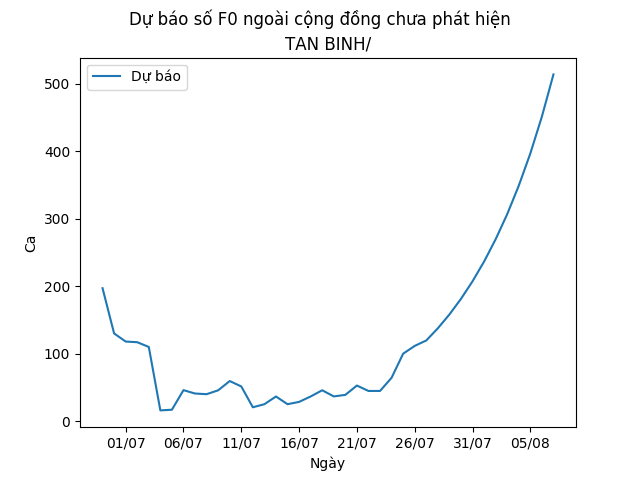 Dự báo số F0 ngoài cộng đồng chưa phát hiện
TAN BINH/
Dự báo
500
400
300
200
100
0
Ca
01/07 06/07 11/07 16/07 21/07 26/07 31/07 05/08
Ngày